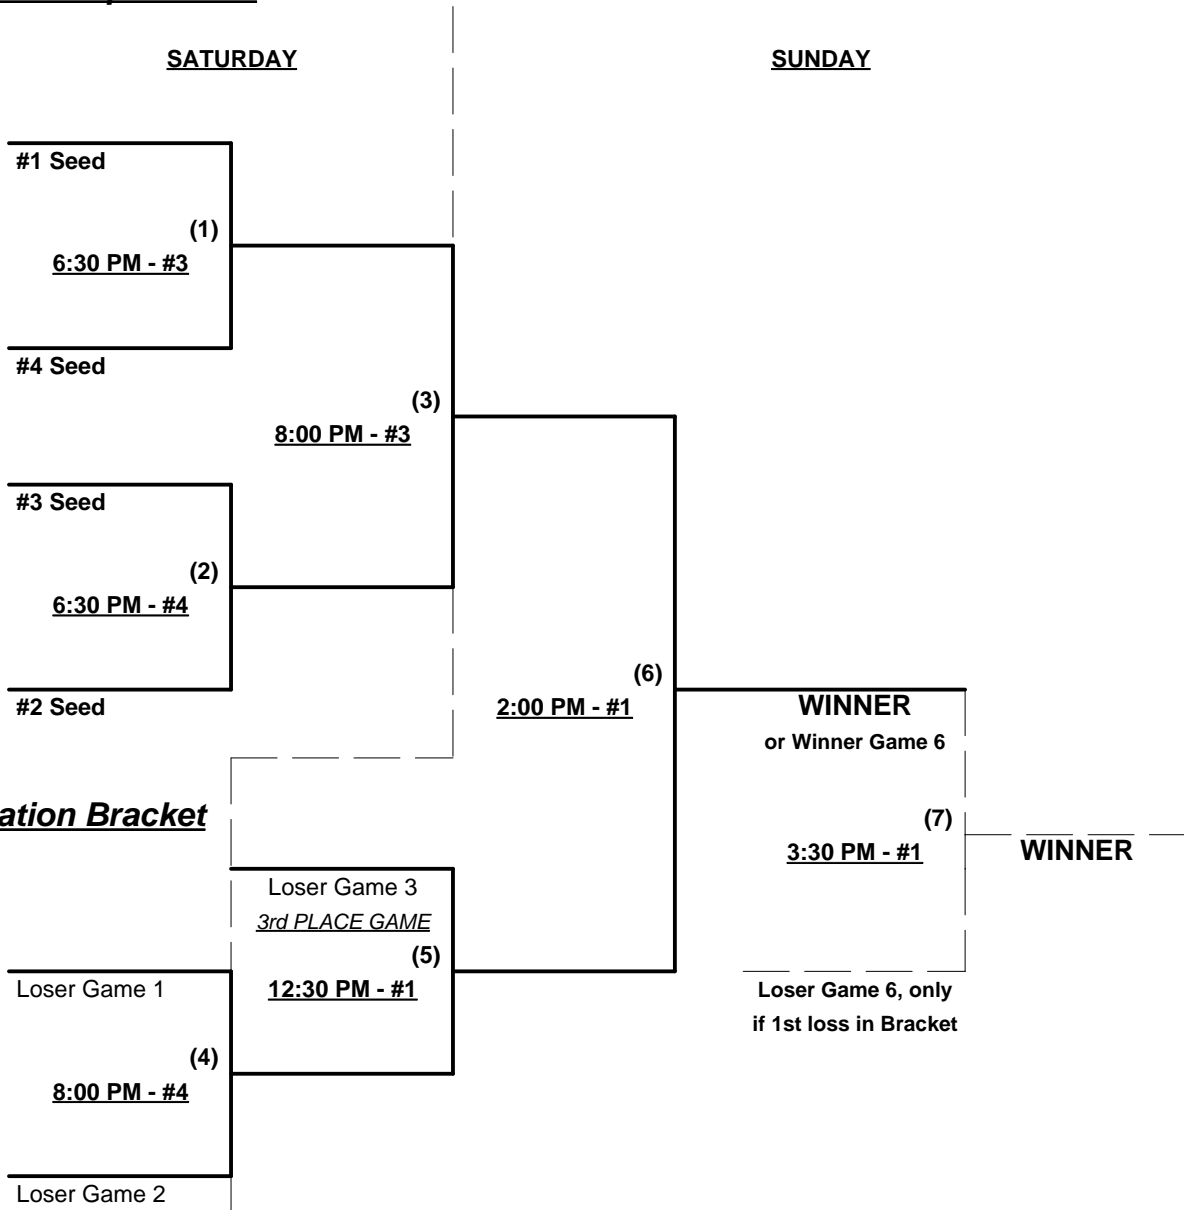 SATURDAY
SUNDAY
#1 Seed
(1)
6:30 PM - #3
#4 Seed
(3)
8:00 PM - #3
#3 Seed
(2)
6:30 PM - #4
#2 Seed
(6)
2:00 PM - #1
WINNER
or Winner Game 6
ation Bracket
(7)
3:30 PM - #1
WINNER
Loser Game 3
3rd PLACE GAME
(5)
12:30 PM - #1
Loser Game 1
Loser Game 6, only
if 1st loss in Bracket
(4)
8:00 PM - #4
Loser Game 2